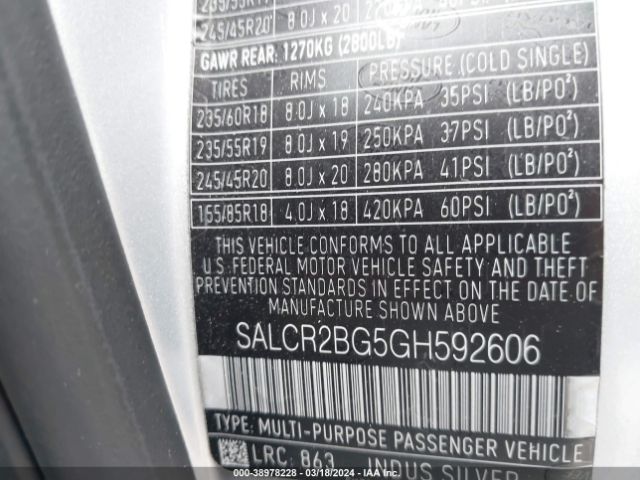 235/55R19
245/45R20 8.0J x 20
GAWR REAR: 1270KG (2800LB)
TIRES RIMS PRESSURE (COLD SINGLE)
235/60R18 8.0J x 18 240KPA 35PSI (LB/PO²)
235/55R19 8.0J x 19 250KPA 37PSI (LB/PO²)
245/45R20 8.0J x 20 280KPA 41PSI (LB/PO²)
155/85R18 4.0J x 18 420KPA 60PSI (LB/PO²)
THIS VEHICLE CONFORMS TO ALL APPLICABLE
U.S. FEDERAL MOTOR VEHICLE SAFETY AND THEFT
PREVENTION STANDARDS IN EFFECT ON THE DATE OF
MANUFACTURE SHOWN ABOVE
SALCR2BG5GH592606
TYPE: MULTI-PURPOSE PASSENGER VEHICLE
LRC: 863 INDUS SILVER
000-38978228 - 03/18/2024 - IAAI.COM